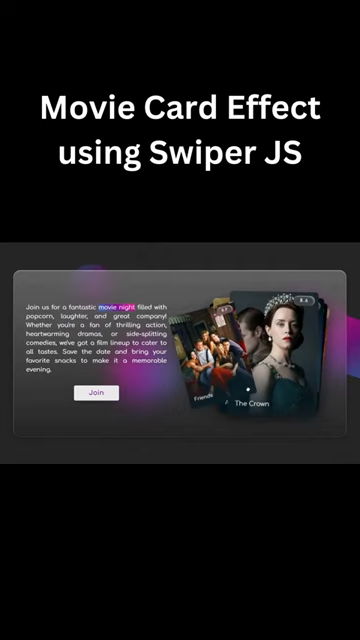 Movie Card Effect
using Swiper JS
Join us for a fantastic movie night filled with
popcorn, laughter, and great company!
Whether you're a fan of thrilling action,
heartwarming dramas, or side-splitting
comedies, we've got a film lineup to cater to
all tastes. Save the date and bring your
favorite snacks to make it a memorable
evening.
Join
8.6
Friends
The Crown